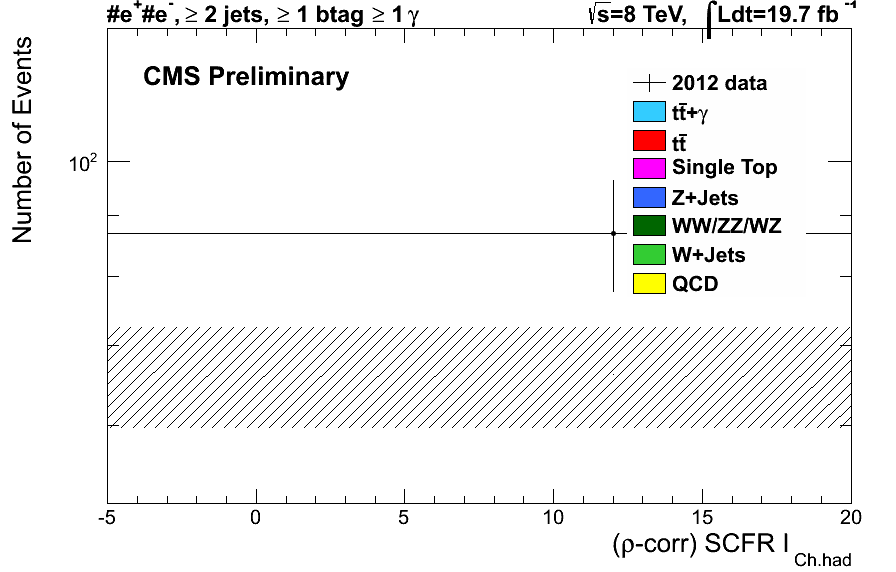 #e⁺#e⁻, ≥ 2 jets, ≥ 1 btag ≥ 1 γ
√s=8 TeV, ∫Ldt=19.7 fb⁻¹
CMS Preliminary
2012 data
tt̄+γ
tt̄
Single Top
Z+Jets
WW/ZZ/WZ
W+Jets
QCD
Number of Events
10²
-5 0 5 10 15 20
(ρ-corr) SCFR I Ch.had